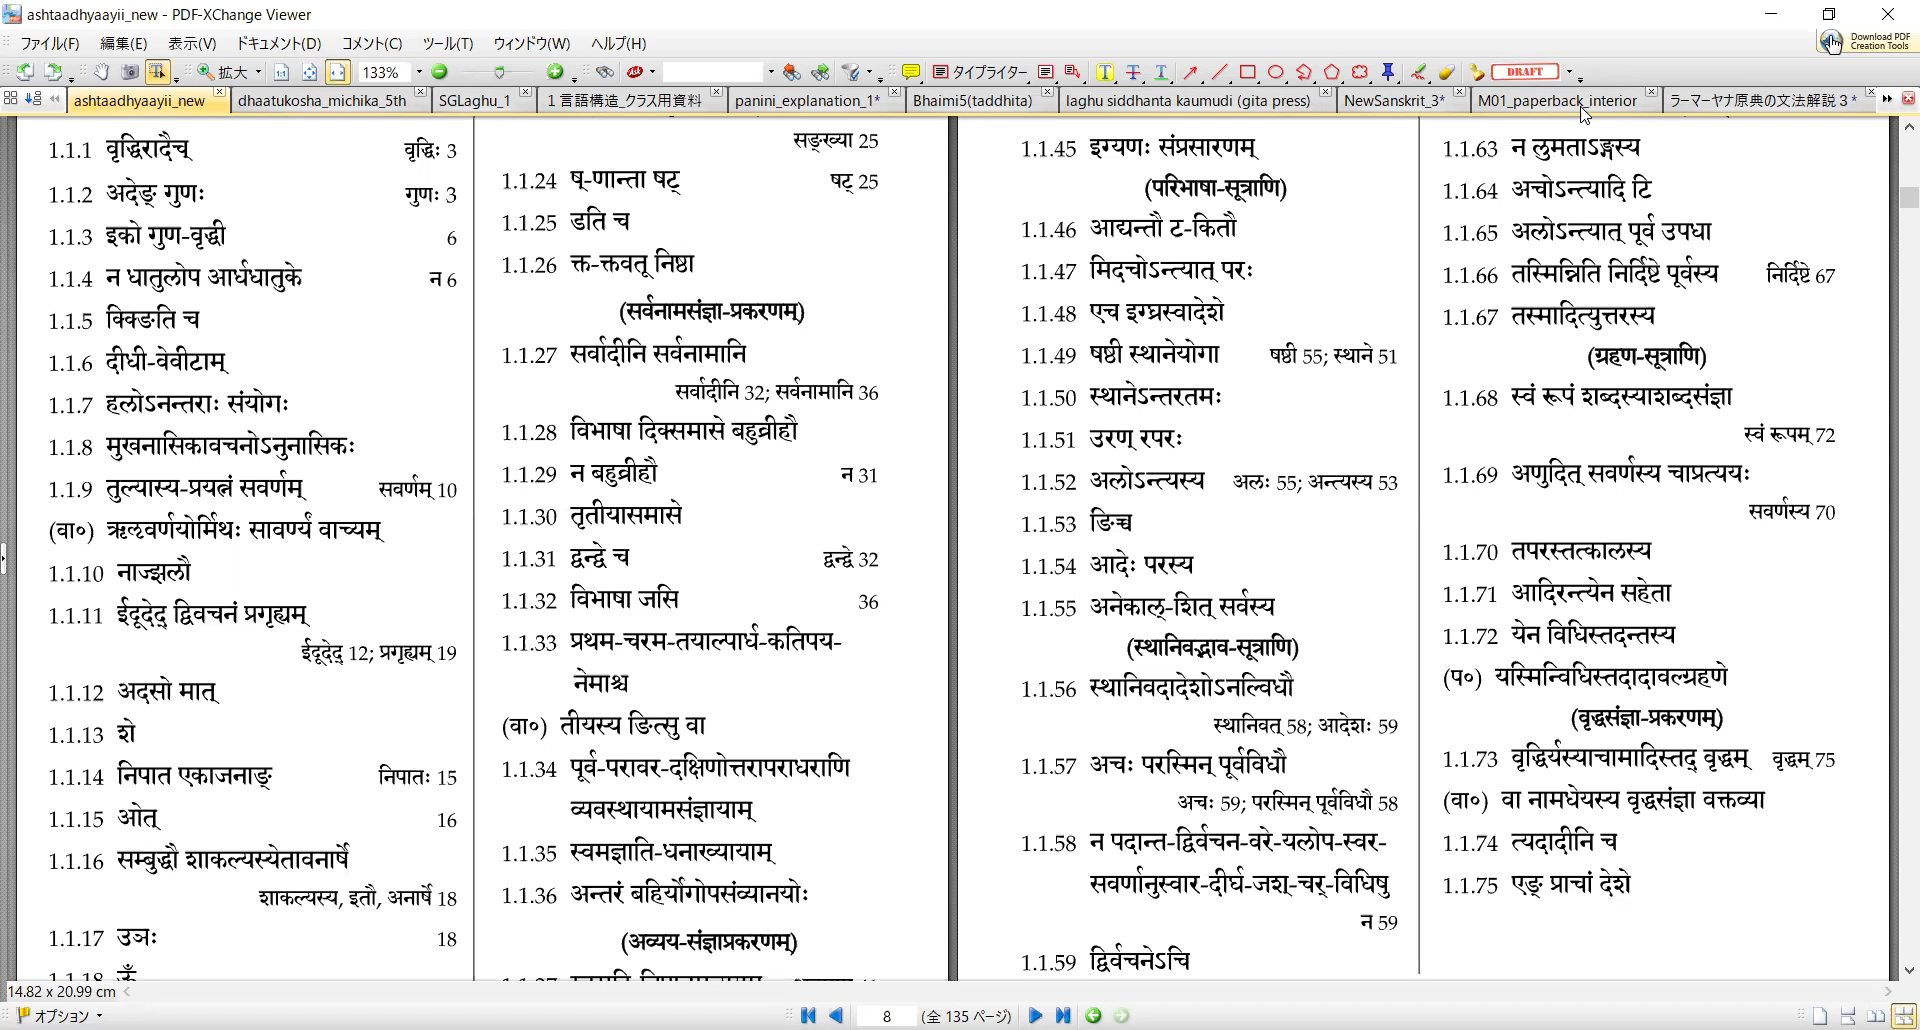 ashtaadhyaayii_new - PDF-XChange Viewer
ファイル(F) 編集(E) 表示(V) ドキュメント(D) コメント(C) ツール(T) ウィンドウ(W) ヘルプ(H)
Download PDF
Creation Tools
拡大 133% タイプライター DRAFT
ashtaadhyaayii_new dhaatukosha_michika_5th SGLaghu_1 1 言語構造_クラス用資料 panini_explanation_1* Bhaimi5(taddhita) laghu siddhanta kaumudi (gita press) NewSanskrit_3* M01_paperback_interior ラーマーヤナ原典の文法解説 3 *
1.1.1 वृद्धिरादैच् वृद्धिः 3
1.1.2 अदेङ् गुणः गुणः 3
1.1.3 इको गुण-वृद्धी 6
1.1.4 न धातुलोप आर्धधातुके न 6
1.1.5 क्क्ङिति च
1.1.6 दीधी-वेवीटाम्
1.1.7 हलोऽनन्तराः संयोगः
1.1.8 मुखनासिकावचनोऽनुनासिकः
1.1.9 तुल्यास्य-प्रयत्नं सवर्णम् सवर्णम् 10
(वा०) ऋलृवर्णयोर्मिथः सावर्ण्यं वाच्यम्
1.1.10 नाज्झलौ
1.1.11 ईदूदेद् द्विवचनं प्रगृह्यम्
ईदूदेद् 12; प्रगृह्यम् 19
1.1.12 अदसो मात्
1.1.13 शे
1.1.14 निपात एकाजनाङ् निपातः 15
1.1.15 ओत् 16
1.1.16 सम्बुद्धौ शाकल्यस्येतावनार्षे
शाकल्यस्य, इतौ, अनार्षे 18
1.1.17 उञः 18
1.1.18 ऊँ
सङ्ख्या 25
1.1.24 ष्-णान्ता षट् षट् 25
1.1.25 डति च
1.1.26 क्त-क्तवतू निष्ठा
(सर्वनामसंज्ञा-प्रकरणम्)
1.1.27 सर्वादीनि सर्वनामानि
सर्वादीनि 32; सर्वनामानि 36
1.1.28 विभाषा दिक्समासे बहुव्रीहौ
1.1.29 न बहुव्रीहौ न 31
1.1.30 तृतीयासमासे
1.1.31 द्वन्द्वे च द्वन्द्वे 32
1.1.32 विभाषा जसि 36
1.1.33 प्रथम-चरम-तयाल्पार्ध-कतिपय-
नेमाश्च
(वा०) तीयस्य ङित्सु वा
1.1.34 पूर्व-परावर-दक्षिणोत्तरापराधराणि
व्यवस्थायामसंज्ञायाम्
1.1.35 स्वमज्ञाति-धनाख्यायाम्
1.1.36 अन्तरं बहिर्योगोपसंव्यानयोः
(अव्यय-संज्ञाप्रकरणम्)
1.1.45 इग्यणः संप्रसारणम्
(परिभाषा-सूत्राणि)
1.1.46 आद्यन्तौ ट-कितौ
1.1.47 मिदचोऽन्त्यात् परः
1.1.48 एच इग्घ्रस्वादेशे
1.1.49 षष्ठी स्थानेयोगा षष्ठी 55; स्थाने 51
1.1.50 स्थानेऽन्तरतमः
1.1.51 उरण् रपरः
1.1.52 अलोऽन्त्यस्य अलः 55; अन्त्यस्य 53
1.1.53 ङिच्च
1.1.54 आदेः परस्य
1.1.55 अनेकाल्-शित् सर्वस्य
(स्थानिवद्भाव-सूत्राणि)
1.1.56 स्थानिवदादेशोऽनल्विधौ
स्थानिवत् 58; आदेशः 59
1.1.57 अचः परस्मिन् पूर्वविधौ
अचः 59; परस्मिन् पूर्वविधौ 58
1.1.58 न पदान्त-द्विर्वचन-वरे-यलोप-स्वर-
सवर्णानुस्वार-दीर्घ-जश्-चर्-विधिषु
न 59
1.1.59 द्विर्वचनेऽचि
1.1.63 न लुमताऽङ्गस्य
1.1.64 अचोऽन्त्यादि टि
1.1.65 अलोऽन्त्यात् पूर्व उपधा
1.1.66 तस्मिन्निति निर्दिष्टे पूर्वस्य निर्दिष्टे 67
1.1.67 तस्मादित्युत्तरस्य
(ग्रहण-सूत्राणि)
1.1.68 स्वं रूपं शब्दस्याशब्दसंज्ञा
स्वं रूपम् 72
1.1.69 अणुदित् सवर्णस्य चाप्रत्ययः
सवर्णस्य 70
1.1.70 तपरस्तत्कालस्य
1.1.71 आदिरन्त्येन सहेता
1.1.72 येन विधिस्तदन्तस्य
(प०) यस्मिन्विधिस्तदादावल्ग्रहणे
(वृद्धसंज्ञा-प्रकरणम्)
1.1.73 वृद्धिर्यस्याचामादिस्तद् वृद्धम् वृद्धम् 75
(वा०) वा नामधेयस्य वृद्धसंज्ञा वक्तव्या
1.1.74 त्यदादीनि च
1.1.75 एङ् प्राचां देशे
14.82 x 20.99 cm
オプション 8 (全 135 ページ)